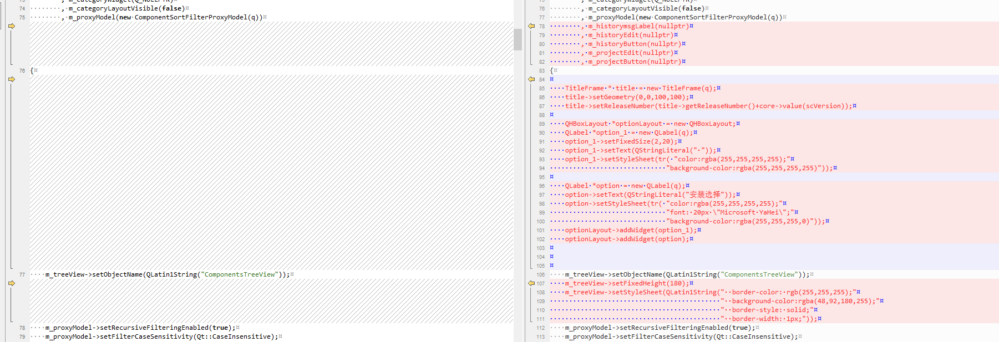 74 , m_categoryLayoutVisible(false)
75 , m_proxyModel(new ComponentSortFilterProxyModel(q))
76 {
77 m_treeView->setObjectName(QLatin1String("ComponentsTreeView"));
78 m_proxyModel->setRecursiveFilteringEnabled(true);
79 m_proxyModel->setFilterCaseSensitivity(Qt::CaseInsensitive);
76 , m_categoryLayoutVisible(false)
77 , m_proxyModel(new ComponentSortFilterProxyModel(q))
78 , m_historymsgLabel(nullptr)
79 , m_historyEdit(nullptr)
80 , m_historyButton(nullptr)
81 , m_projectEdit(nullptr)
82 , m_projectButton(nullptr)
83 {
84
85 TitleFrame * title = new TitleFrame(q);
86 title->setGeometry(0,0,100,100);
87 title->setReleaseNumber(title->getReleaseNumber()+core->value(scVersion));
88
89 QHBoxLayout *optionLayout = new QHBoxLayout;
90 QLabel *option_1 = new QLabel(q);
91 option_1->setFixedSize(2,20);
92 option_1->setText(QStringLiteral(" "));
93 option_1->setStyleSheet(tr( "color:rgba(255,255,255,255);"
94 "background-color:rgba(255,255,255,255)"));
95
96 QLabel *option = new QLabel(q);
97 option->setText(QStringLiteral("安装选择"));
98 option->setStyleSheet(tr( "color:rgba(255,255,255,255);"
99 "font: 20px \"Microsoft YaHei\";"
100 "background-color:rgba(255,255,255,0)"));
101 optionLayout->addWidget(option_1);
102 optionLayout->addWidget(option);
103
104
105
106 m_treeView->setObjectName(QLatin1String("ComponentsTreeView"));
107 m_treeView->setFixedHeight(180);
108 m_treeView->setStyleSheet(QLatin1String("  border-color: rgb(255,255,255);"
109 "  background-color:rgba(48,92,180,255);"
110 "  border-style: solid;"
111 "  border-width: 1px;"));
112 m_proxyModel->setRecursiveFilteringEnabled(true);
113 m_proxyModel->setFilterCaseSensitivity(Qt::CaseInsensitive);